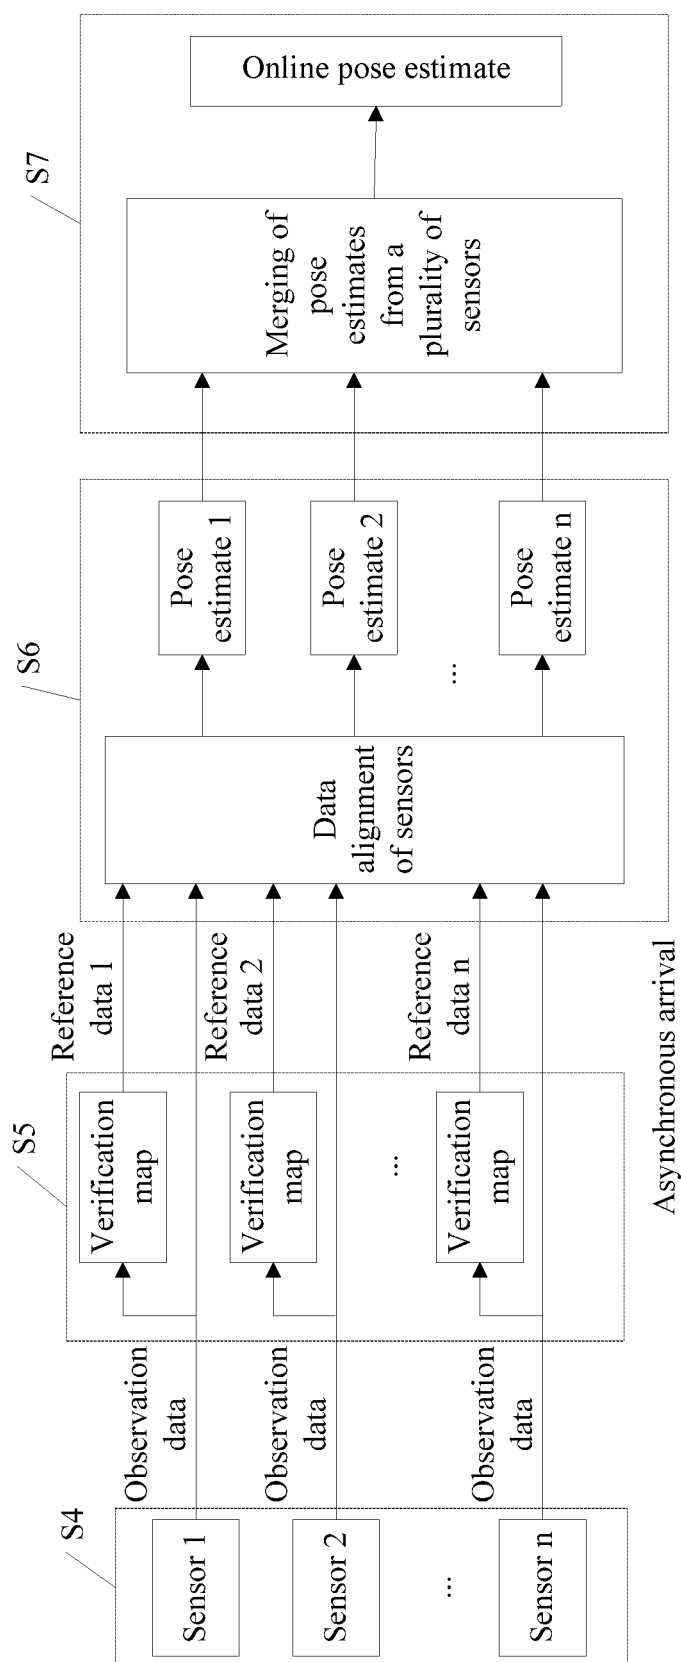 S4
Sensor 1
Sensor 2
...
Sensor n
Observation
data
Observation
data
Observation
data
S5
Verification
map
Verification
map
...
Verification
map
Reference
data 1
Reference
data 2
Reference
data n
Asynchronous arrival
S6
Data
alignment
of sensors
Pose
estimate 1
Pose
estimate 2
...
Pose
estimate n
S7
Merging of
pose
estimates
from a
plurality of
sensors
Online pose estimate